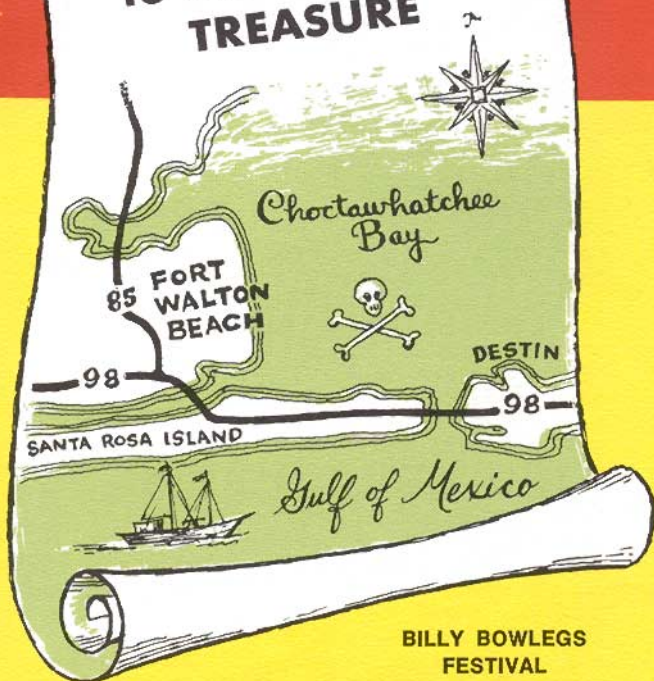 TREASURE
Choctawhatchee
Bay
85
FORT
WALTON
BEACH
DESTIN
98
98
SANTA ROSA ISLAND
Gulf of Mexico
BILLY BOWLEGS
FESTIVAL